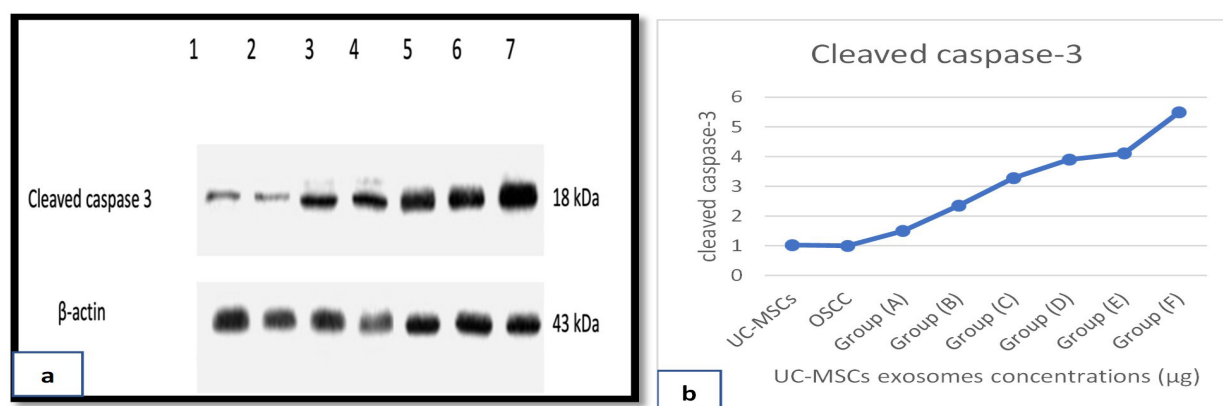 1 2 3 4 5 6 7
Cleaved caspase 3
18 kDa
β-actin
43 kDa
a
Cleaved caspase-3
cleaved caspase-3
6
5
4
3
2
1
0
UC-MSCs
OSCC
Group (A)
Group (B)
Group (C)
Group (D)
Group (E)
Group (F)
UC-MSCs exosomes concentrations (µg)
b